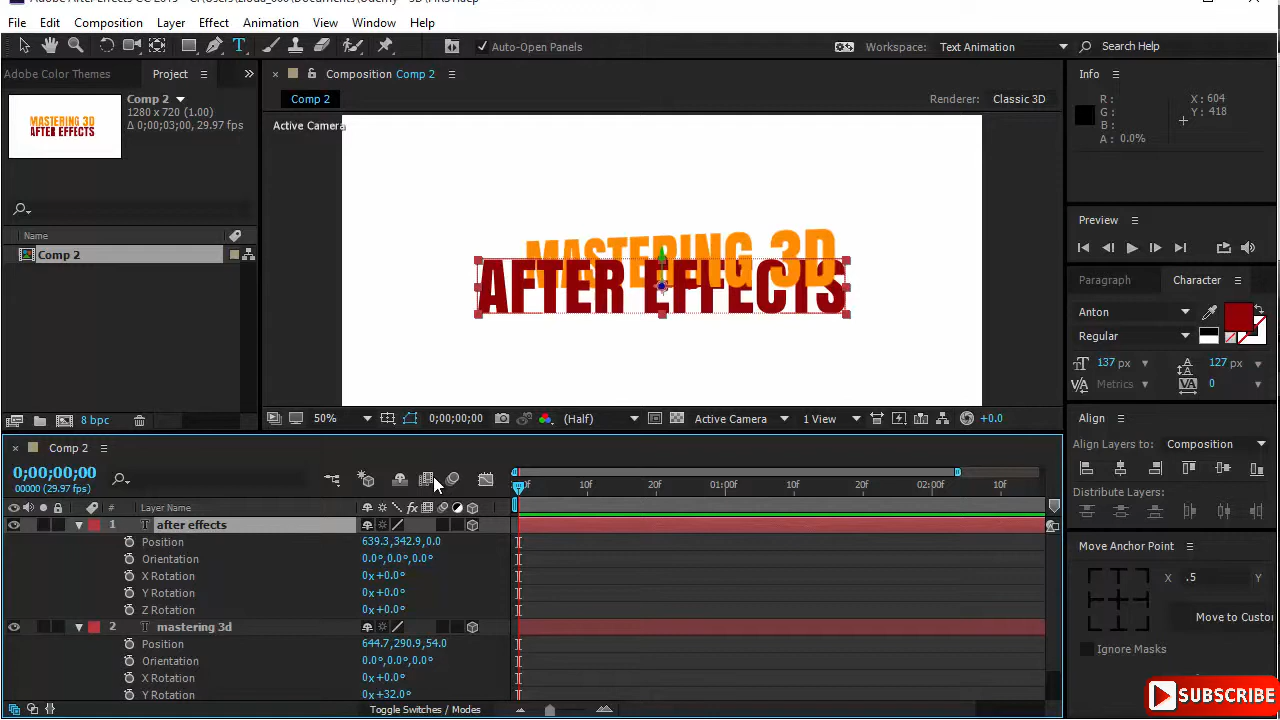 File Edit Composition Layer Effect Animation View Window Help
Auto-Open Panels
Workspace: Text Animation
Search Help
Adobe Color Themes
Project
Comp 2
1280 x 720 (1.00)
Δ 0;00;03;00, 29.97 fps
MASTERING 3D
AFTER EFFECTS
Name
Comp 2
8 bpc
Composition Comp 2
Comp 2
Renderer: Classic 3D
Active Camera
MASTERING 3D
AFTER EFFECTS
50%
0;00;00;00
(Half)
Active Camera
1 View
+0.0
Info
R :
G :
B :
A : 0.0%
X : 604
Y : 418
Preview
Paragraph
Character
Anton
Regular
137 px
127 px
Metrics
0
Align
Align Layers to: Composition
Distribute Layers:
Move Anchor Point
X .5 Y
Move to Custo
Ignore Masks
SUBSCRIBE
Comp 2
0;00;00;00
00000 (29.97 fps)
10f 20f 01:00f 10f 20f 02:00f 10f
# Layer Name
1 T after effects
Position 639.3,342.9,0.0
Orientation 0.0°,0.0°,0.0°
X Rotation 0x+0.0°
Y Rotation 0x+0.0°
Z Rotation 0x+0.0°
2 T mastering 3d
Position 644.7,290.9,54.0
Orientation 0.0°,0.0°,0.0°
X Rotation 0x+0.0°
Y Rotation 0x+32.0°
Toggle Switches / Modes